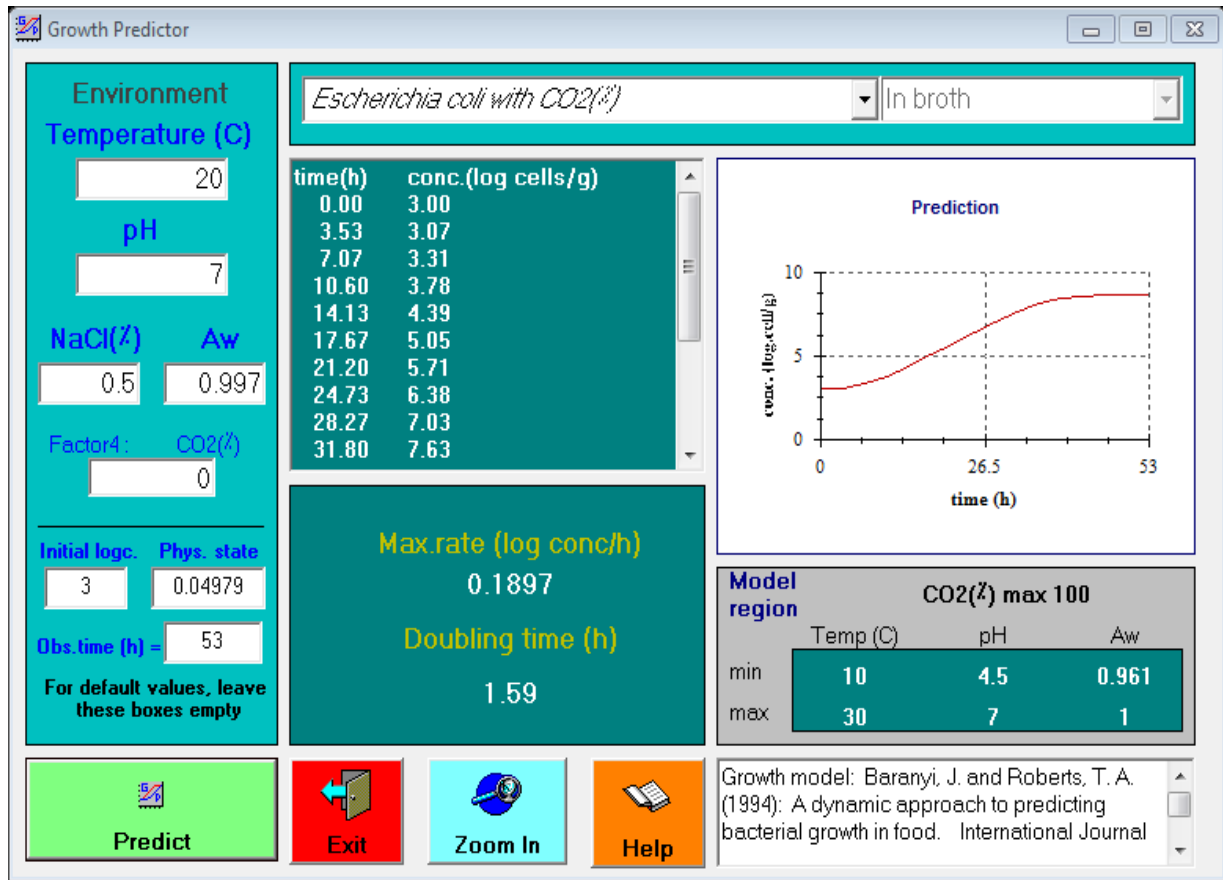 Growth Predictor
Environment
Temperature (C)
20
pH
7
NaCl(%) Aw
0.5 0.997
Factor4 : CO2(%)
0
Initial logc. Phys. state
3 0.04979
Obs.time (h) = 53
For default values, leave
these boxes empty
Escherichia coli with CO2(%) In broth
time(h) conc.(log cells/g)
0.00 3.00
3.53 3.07
7.07 3.31
10.60 3.78
14.13 4.39
17.67 5.05
21.20 5.71
24.73 6.38
28.27 7.03
31.80 7.63
Max.rate (log conc/h)
0.1897
Doubling time (h)
1.59
Prediction
conc. (log.cell/g)
10
5
0
0 26.5 53
time (h)
Model
region
CO2(%) max 100
Temp (C) pH Aw
min 10 4.5 0.961
max 30 7 1
Predict
Exit
Zoom In
Help
Growth model: Baranyi, J. and Roberts, T. A.
(1994): A dynamic approach to predicting
bacterial growth in food. International Journal